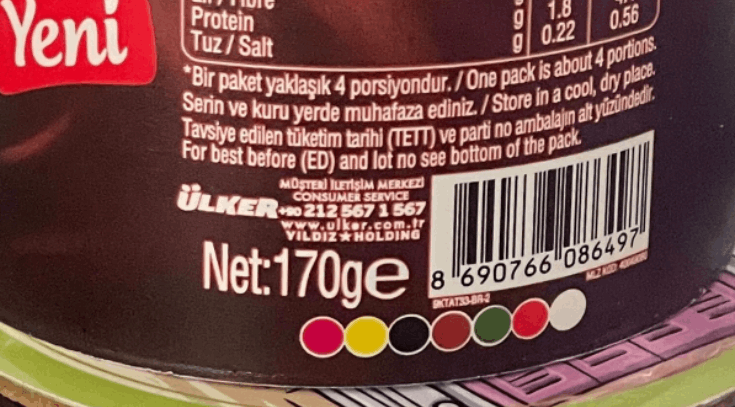 Yeni
Protein g 1.8
Tuz / Salt g 0.22 0.56
*Bir paket yaklaşık 4 porsiyondur. / One pack is about 4 portions.
Serin ve kuru yerde muhafaza ediniz. / Store in a cool, dry place.
Tavsiye edilen tüketim tarihi (TETT) ve parti no ambalajın alt yüzündedir.
For best before (ED) and lot no see bottom of the pack.
MÜŞTERİ İLETİŞİM MERKEZİ
CONSUMER SERVICE
ÜLKER +90 212 567 1 567
www.ulker.com.tr
YILDIZ★HOLDING
Net:170g℮
8 690766 086497